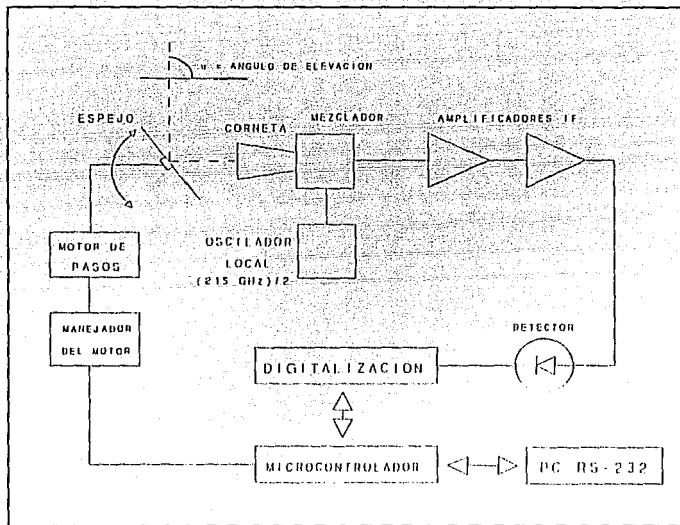 u = ANGULO DE ELEVACION
ESPEJO
CORNETA
MEZCLADOR
AMPLIFICADORES IF
MOTOR DE
PASOS
OSCILADOR
LOCAL
(215 GHz)/2
MANEJADOR
DEL MOTOR
DETECTOR
DIGITALIZACION
MICROCONTROLADOR
PC RS-232